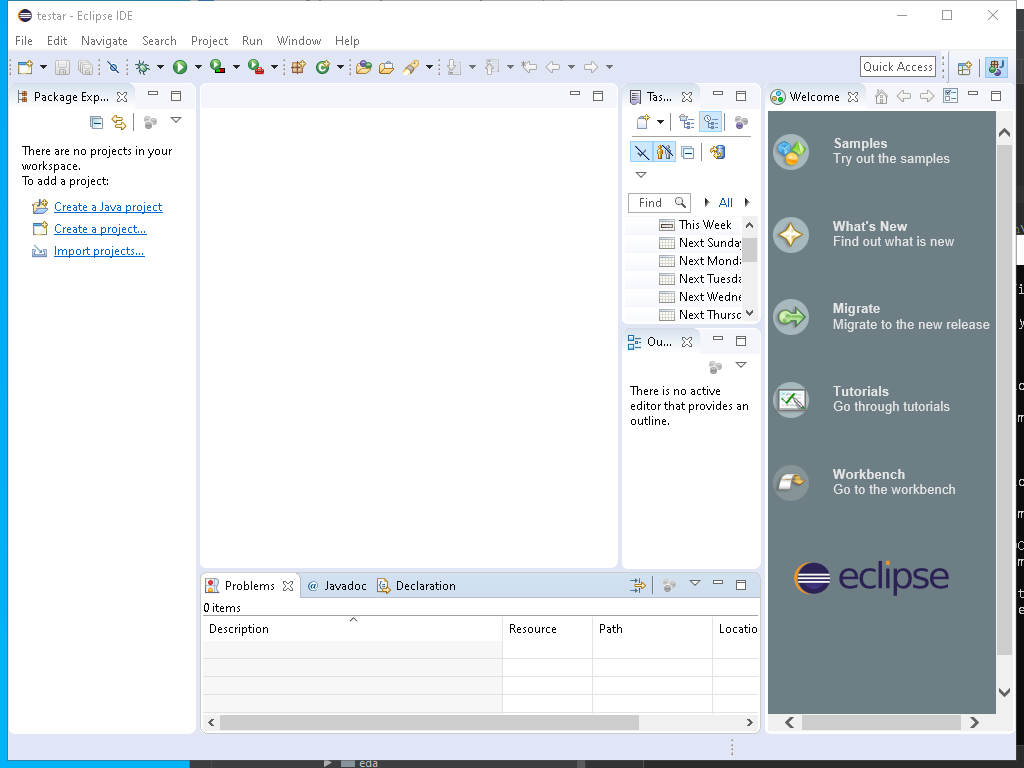 testar - Eclipse IDE
File Edit Navigate Search Project Run Window Help
Quick Access
Package Exp...
There are no projects in your
workspace.
To add a project:
Create a Java project
Create a project...
Import projects...
Tas...
Find
All
This Week
Next Sunday
Next Mond
Next Tuesda
Next Wedne
Next Thursd
Ou...
There is no active
editor that provides an
outline.
Welcome
Samples
Try out the samples
What's New
Find out what is new
Migrate
Migrate to the new release
Tutorials
Go through tutorials
Workbench
Go to the workbench
eclipse
Problems
@ Javadoc
Declaration
0 items
Description
Resource
Path
Locatio
eda